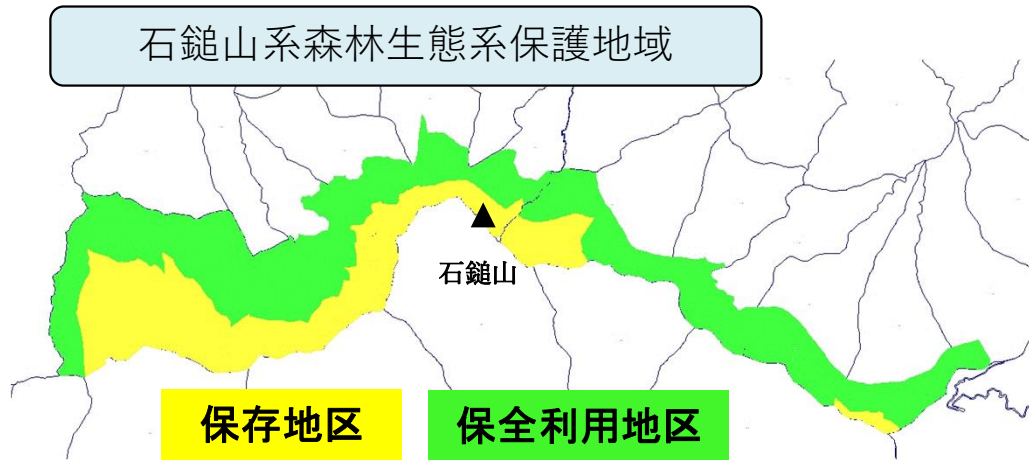 石鎚山系森林生態系保護地域
石鎚山
保存地区
保全利用地区